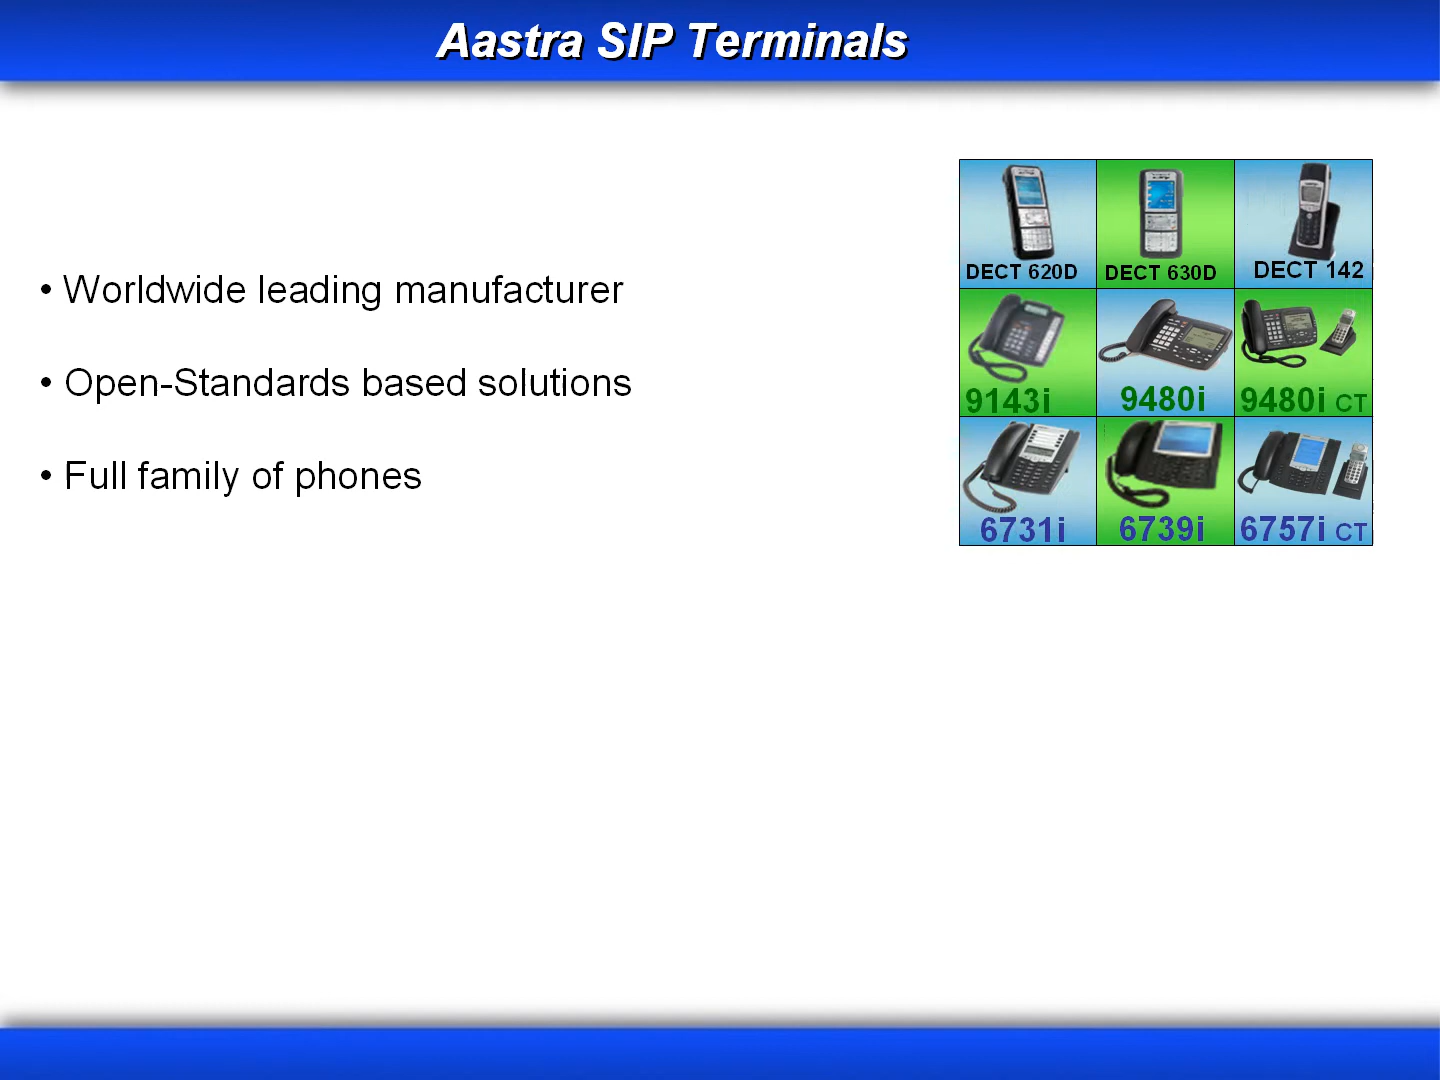 Aastra SIP Terminals
• Worldwide leading manufacturer
• Open-Standards based solutions
• Full family of phones
DECT 620D
DECT 630D
DECT 142
9143i
9480i
9480i CT
6731i
6739i
6757i CT